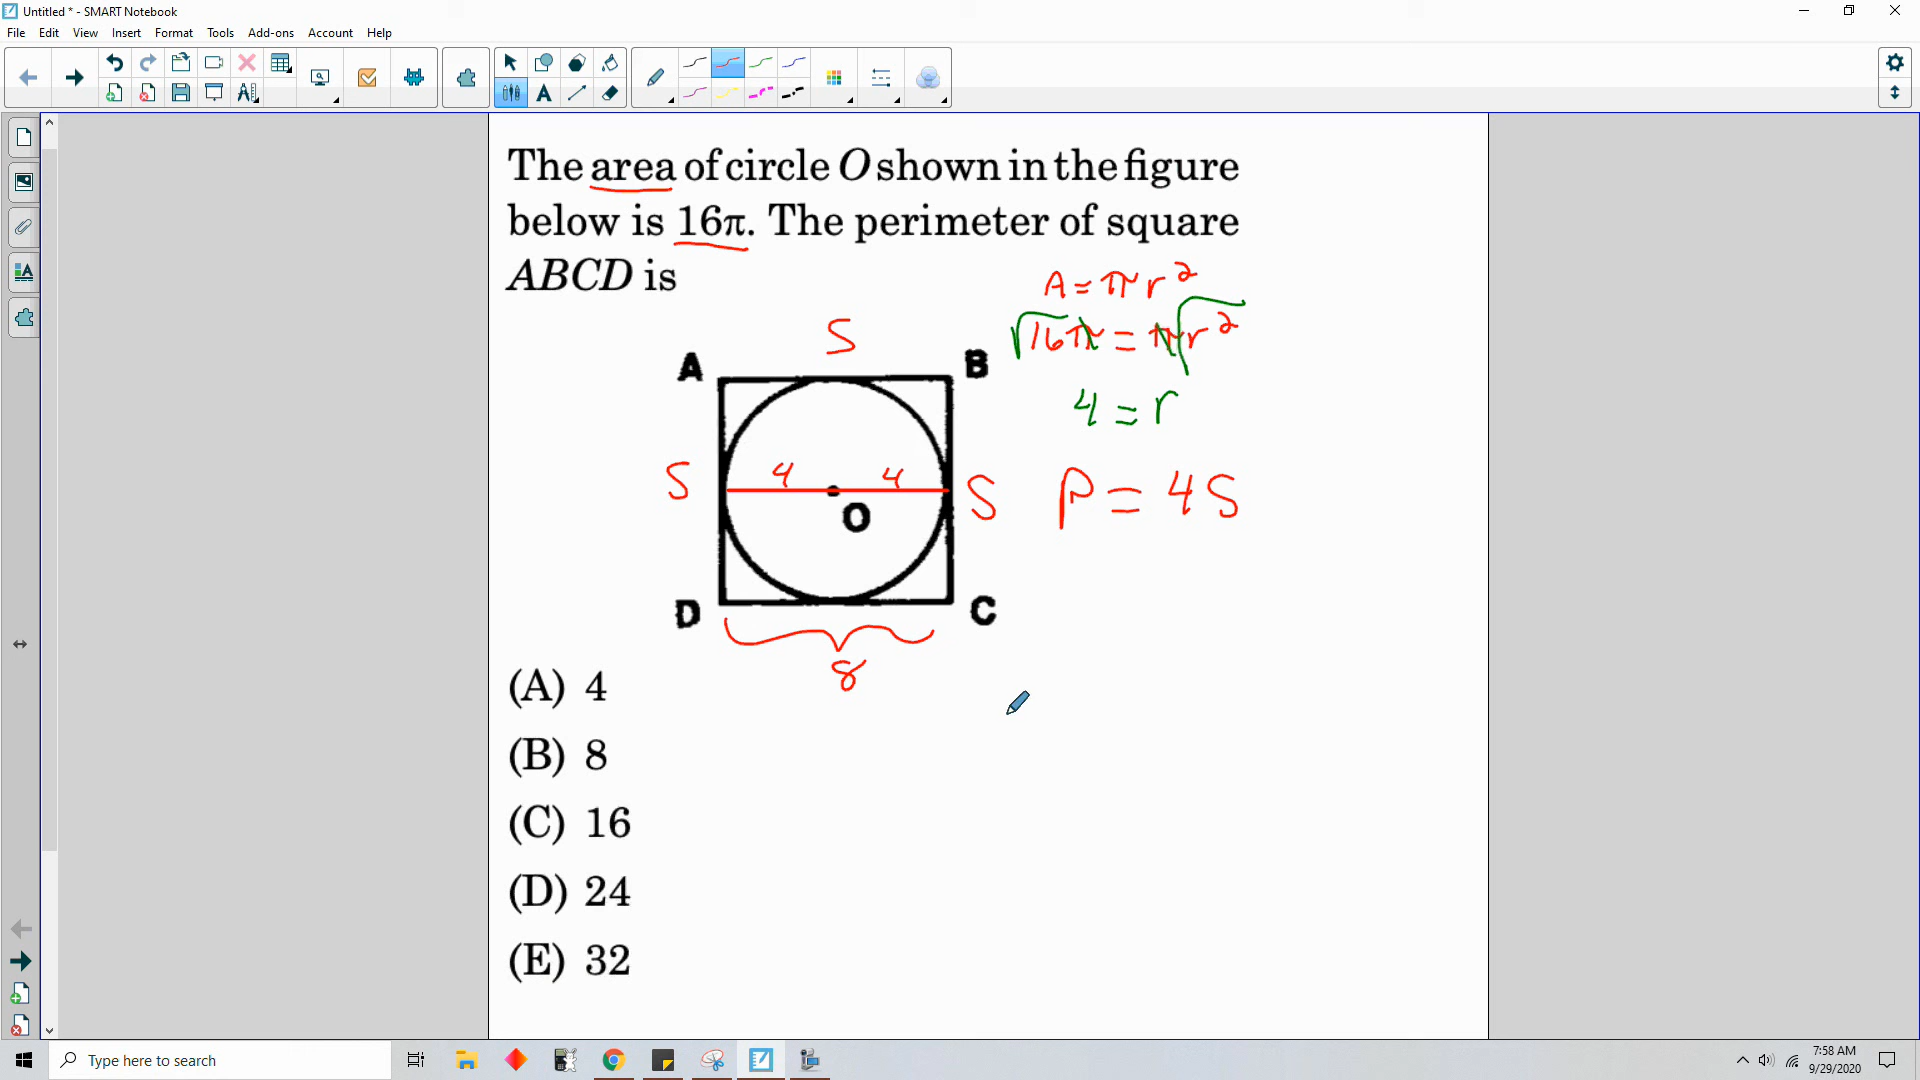 Untitled * - SMART Notebook
File Edit View Insert Format Tools Add-ons Account Help
The area of circle O shown in the figure
below is 16π. The perimeter of square
ABCD is
A = πr²
√16π = π√r²
4 = r
P = 4S
S
A B
S 4 4 S
O
D C
8
(A) 4
(B) 8
(C) 16
(D) 24
(E) 32
Type here to search
7:58 AM
9/29/2020